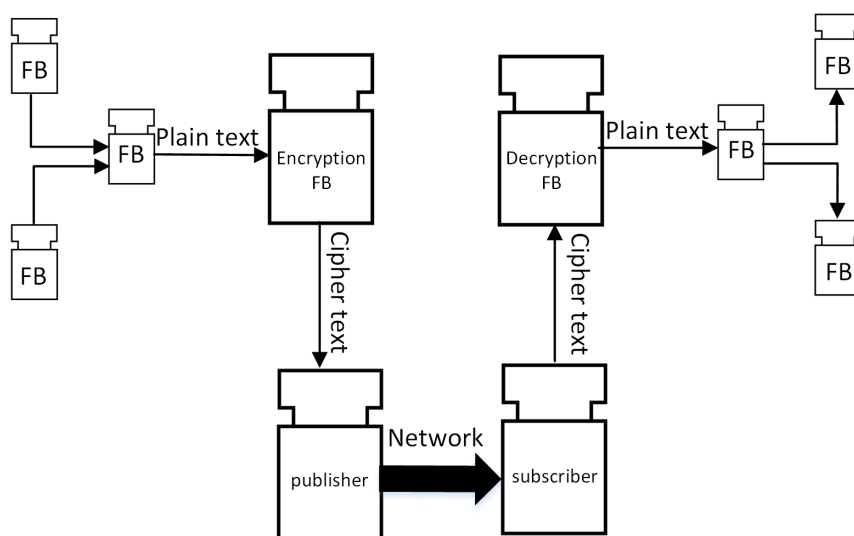 FB
FB
FB
Plain text
Encryption
FB
Cipher text
publisher
Network
subscriber
Cipher text
Decryption
FB
Plain text
FB
FB
FB